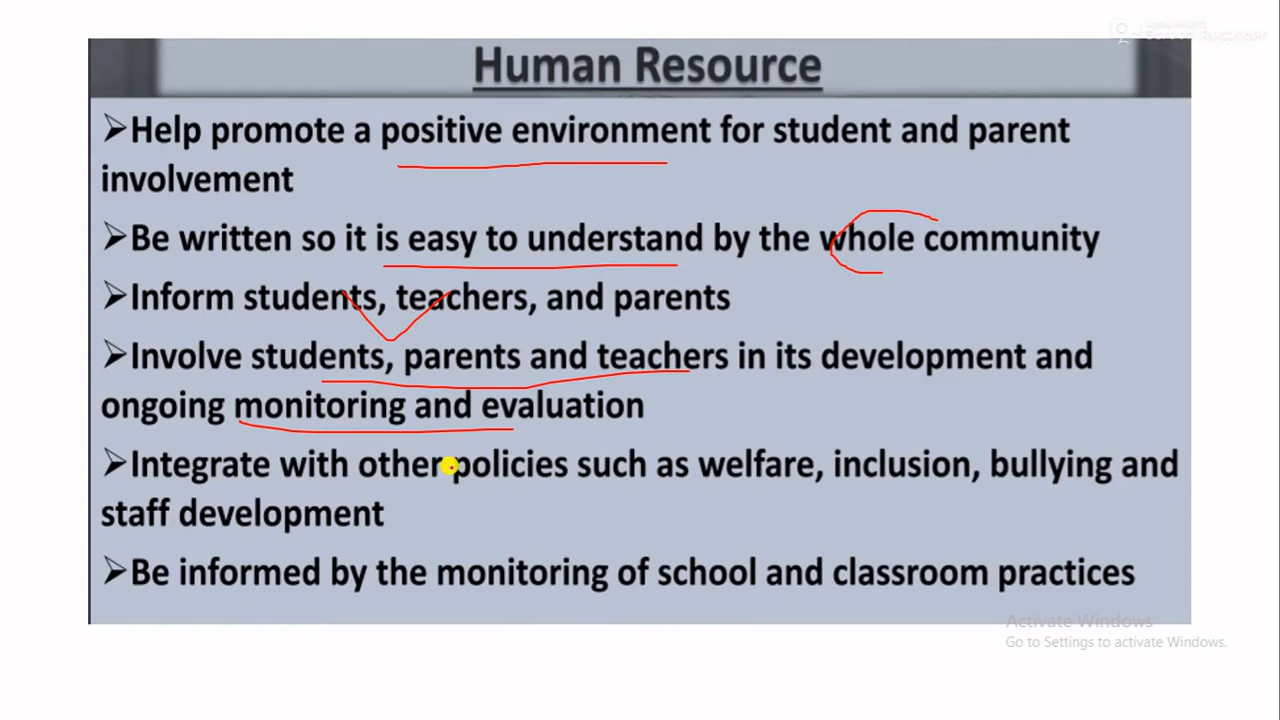 Human Resource
➢Help promote a positive environment for student and parent
involvement
➢Be written so it is easy to understand by the whole community
➢Inform students, teachers, and parents
➢Involve students, parents and teachers in its development and
ongoing monitoring and evaluation
➢Integrate with other policies such as welfare, inclusion, bullying and
staff development
➢Be informed by the monitoring of school and classroom practices
Activate Windows
Go to Settings to activate Windows.